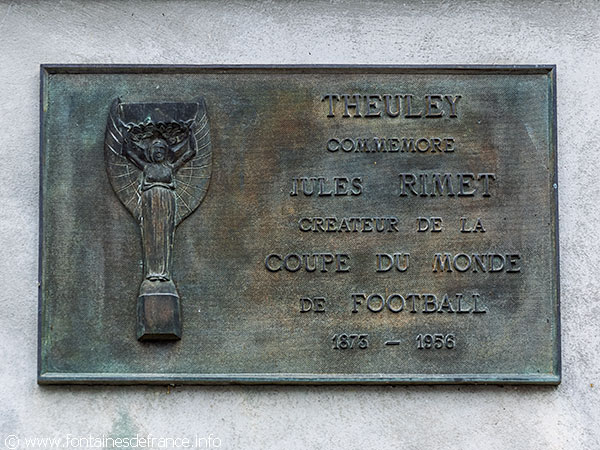 THEULEY
COMMEMORE
JULES RIMET
CREATEUR DE LA
COUPE DU MONDE
DE FOOTBALL
1873 - 1956
© www.fontainesdefrance.info